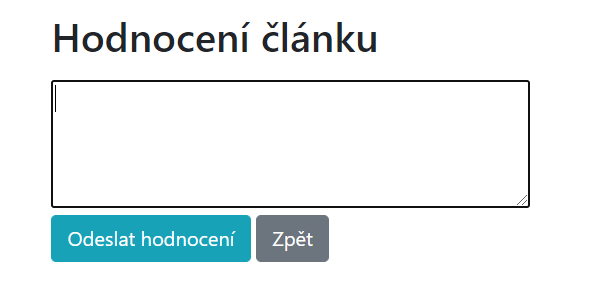 Hodnocení článku
Odeslat hodnocení Zpět